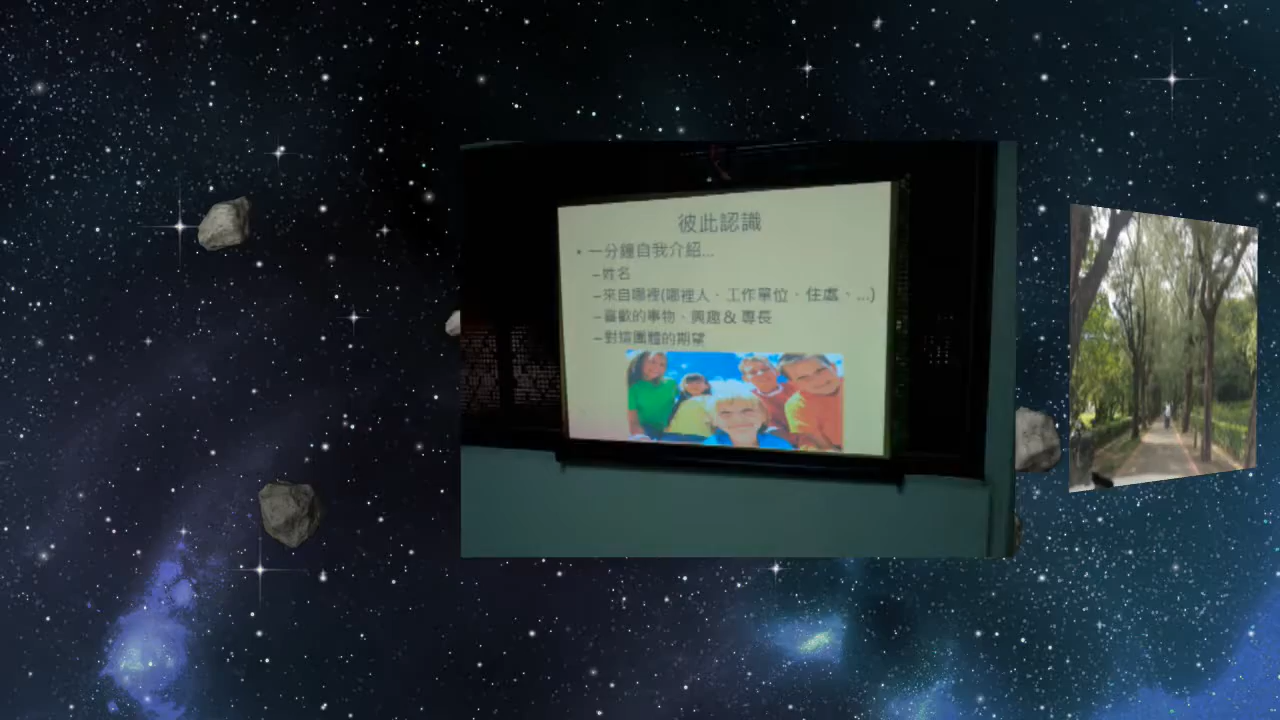 彼此認識
• 一分鐘自我介紹...
–姓名
–來自哪裡(哪裡人、工作單位、住處、...)
–喜歡的事物、興趣 & 專長
–對這團體的期望